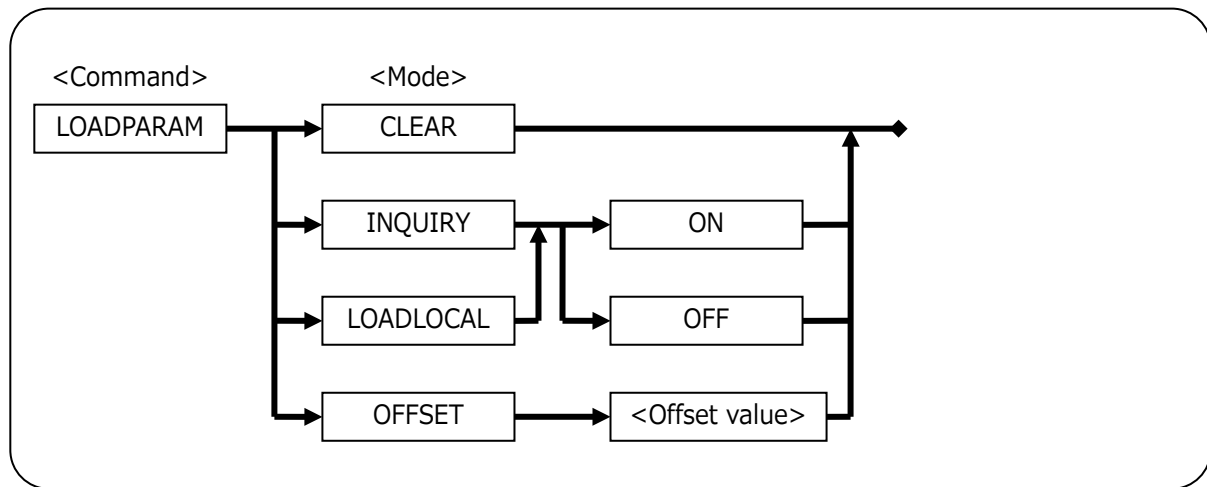 <Command> <Mode>
LOADPARAM CLEAR
INQUIRY ON
LOADLOCAL OFF
OFFSET <Offset value>